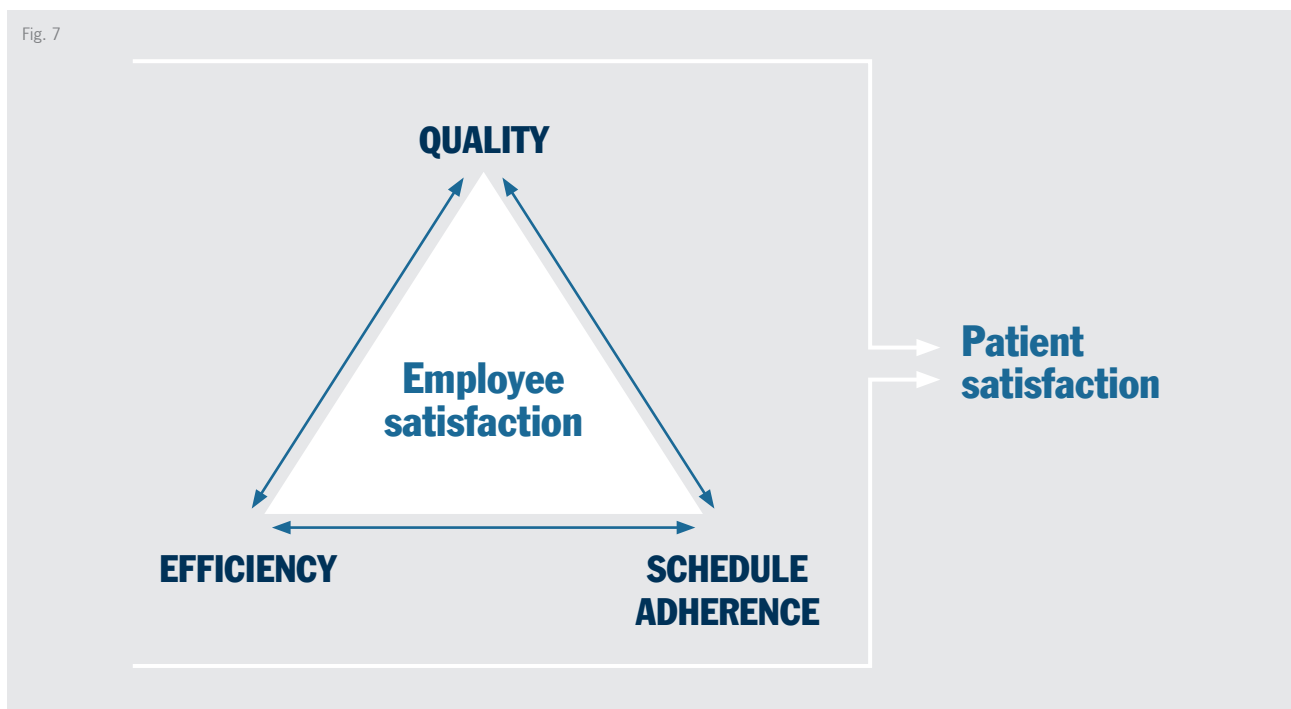 Fig. 7
QUALITY
Employee
satisfaction
Patient
satisfaction
EFFICIENCY
SCHEDULE
ADHERENCE